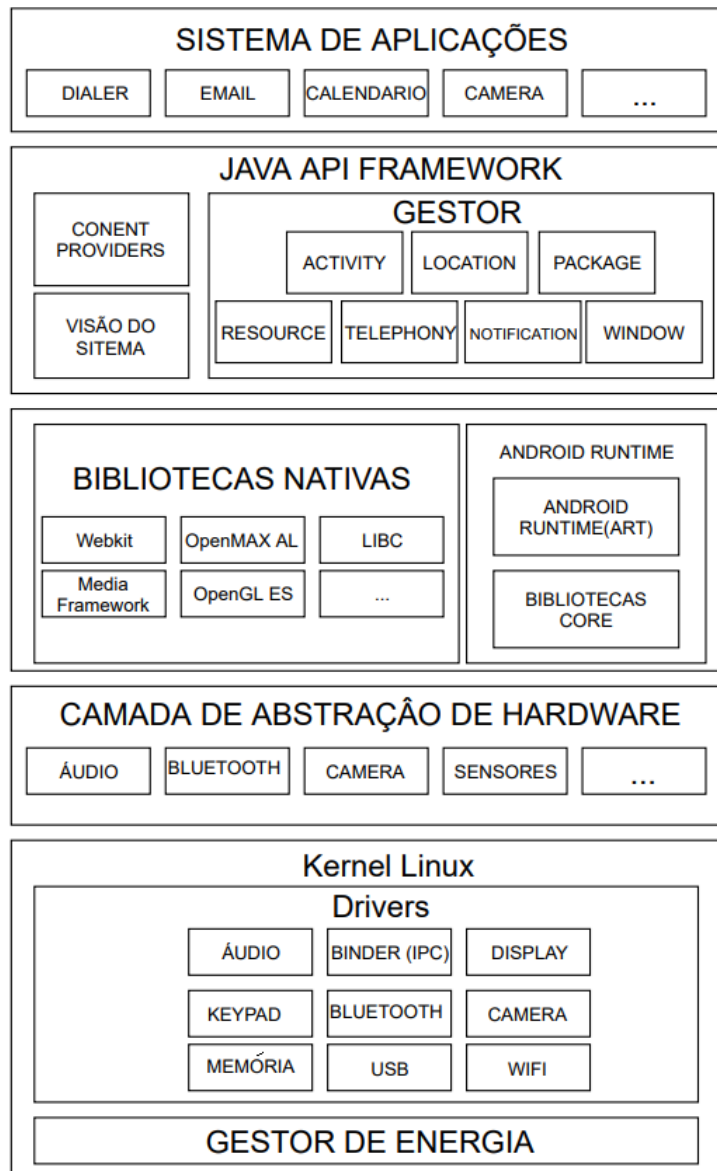 SISTEMA DE APLICAÇÕES
DIALER
EMAIL
CALENDARIO
CAMERA
...
JAVA API FRAMEWORK
CONENT
PROVIDERS
VISÃO DO
SITEMA
GESTOR
ACTIVITY
LOCATION
PACKAGE
RESOURCE
TELEPHONY
NOTIFICATION
WINDOW
BIBLIOTECAS NATIVAS
Webkit
OpenMAX AL
LIBC
Media
Framework
OpenGL ES
...
ANDROID RUNTIME
ANDROID
RUNTIME(ART)
BIBLIOTECAS
CORE
CAMADA DE ABSTRAÇÂO DE HARDWARE
ÁUDIO
BLUETOOTH
CAMERA
SENSORES
...
Kernel Linux
Drivers
ÁUDIO
BINDER (IPC)
DISPLAY
KEYPAD
BLUETOOTH
CAMERA
MEMÓRIA
USB
WIFI
GESTOR DE ENERGIA